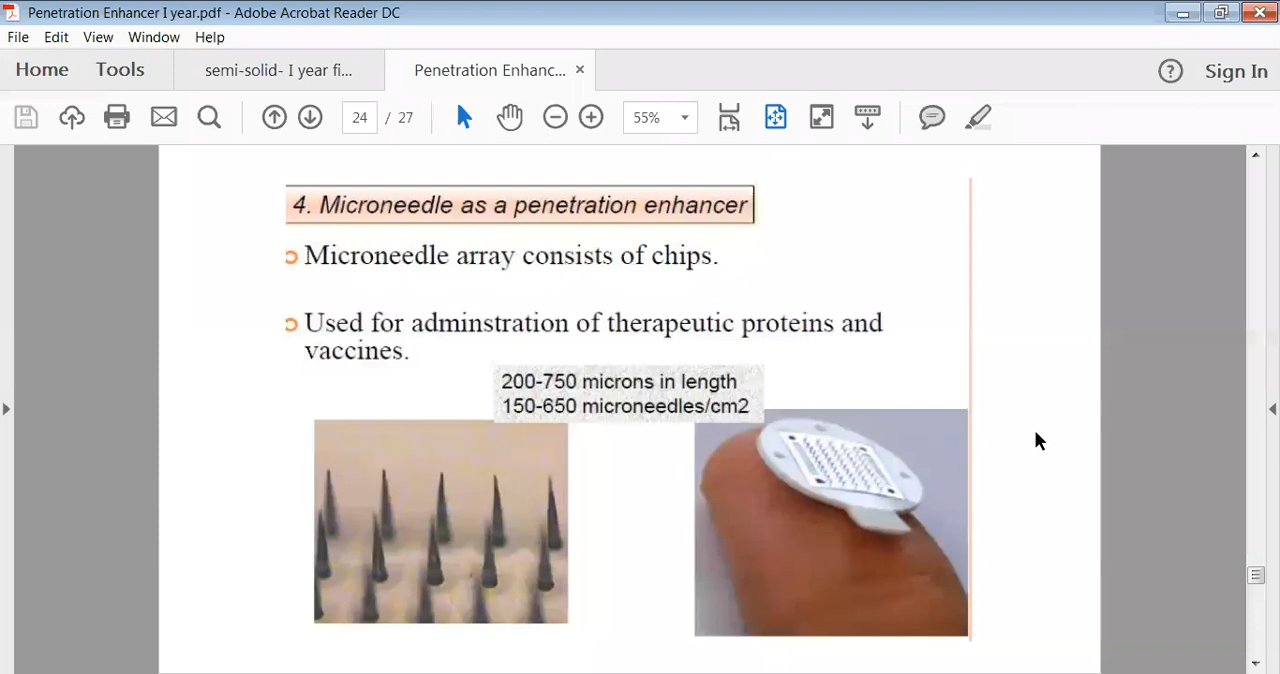 Penetration Enhancer I year.pdf - Adobe Acrobat Reader DC
File Edit View Window Help
Home Tools semi-solid- I year fi... Penetration Enhanc... × Sign In
24 / 27 55%
4. Microneedle as a penetration enhancer
Microneedle array consists of chips.
Used for adminstration of therapeutic proteins and
vaccines.
200-750 microns in length
150-650 microneedles/cm2